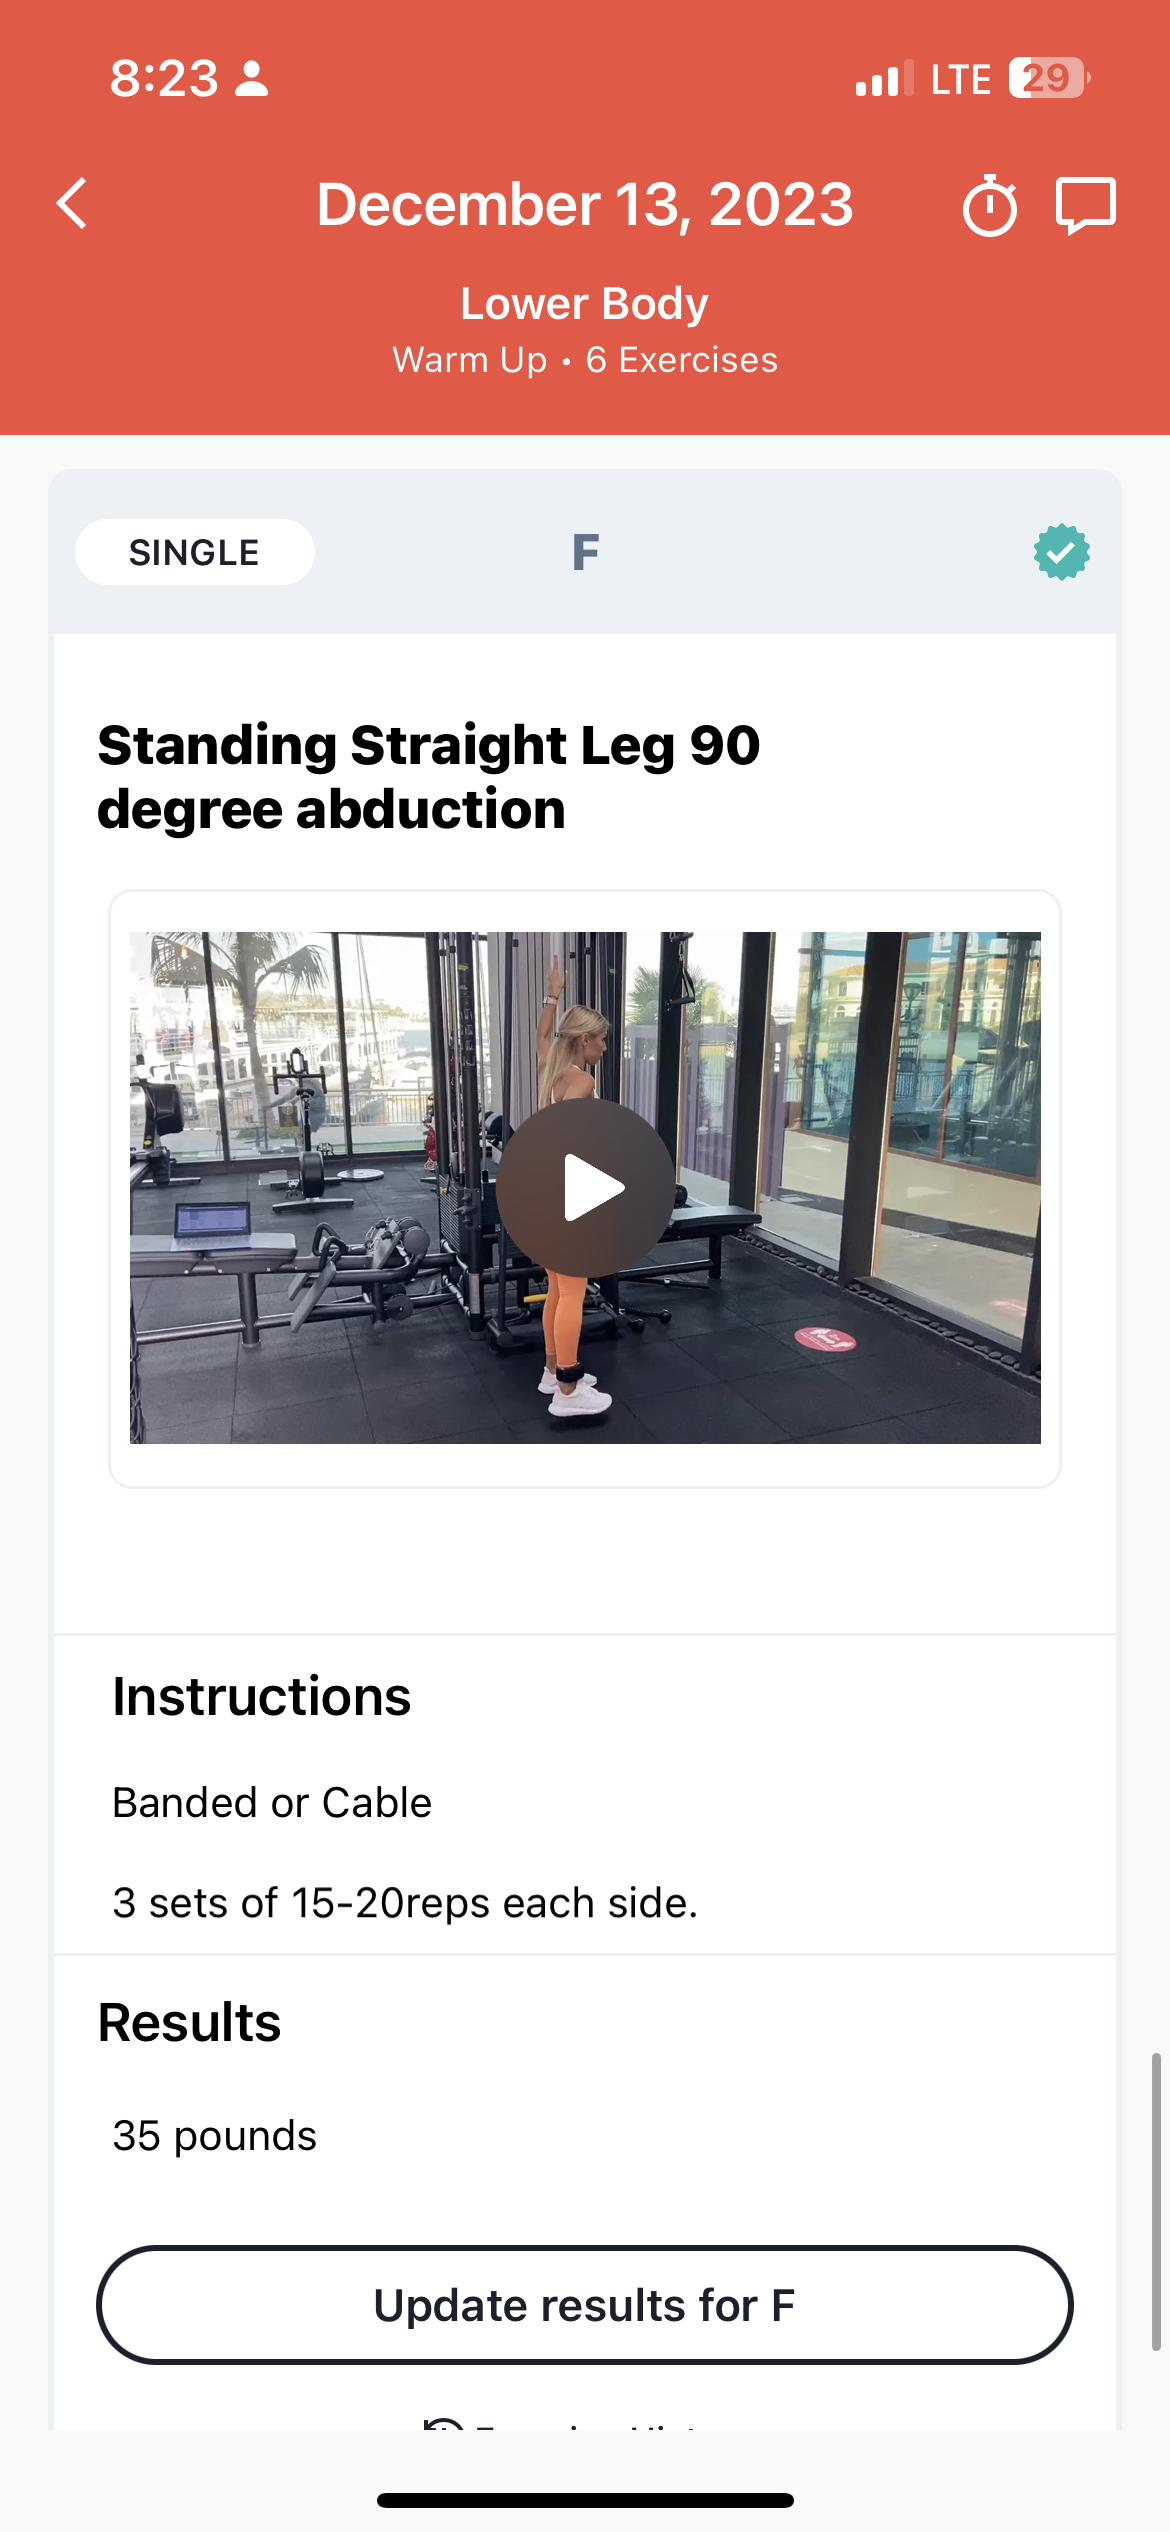 8:23
LTE
29
December 13, 2023
Lower Body
Warm Up • 6 Exercises
SINGLE
F
Standing Straight Leg 90
degree abduction
Instructions
Banded or Cable
3 sets of 15-20reps each side.
Results
35 pounds
Update results for F